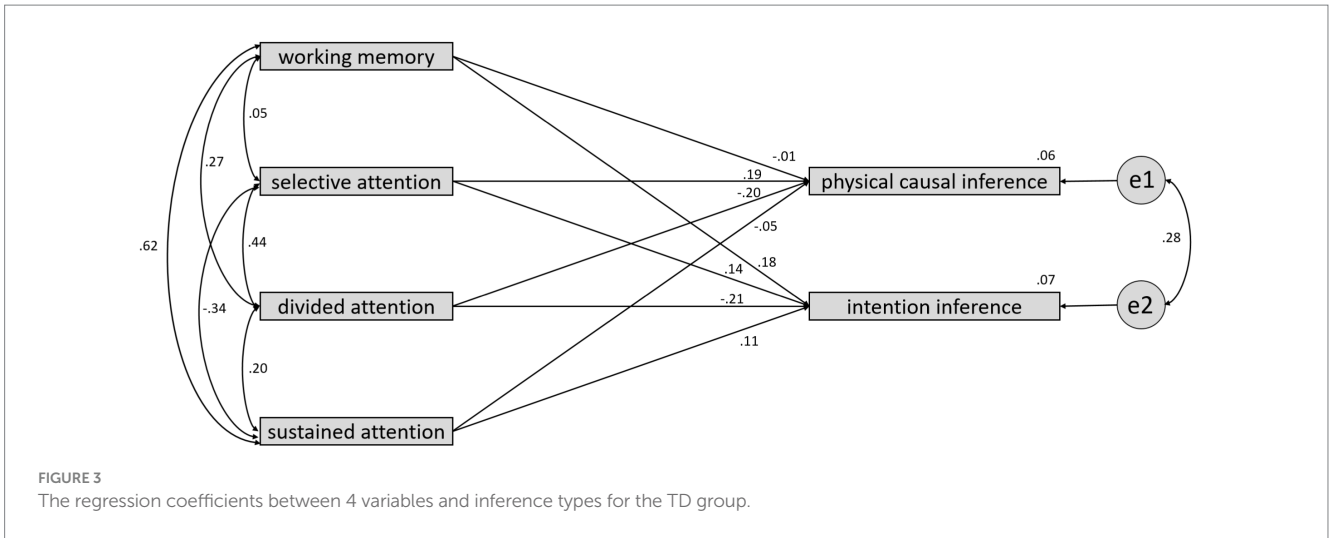 working memory
.05
-.01
.06
.27
selective attention
.19
physical causal inference
e1
-.20
-.05
.62
.44
.14
.18
.28
-.34
divided attention
-.21
.07
intention inference
e2
.11
.20
sustained attention
FIGURE 3
The regression coefficients between 4 variables and inference types for the TD group.